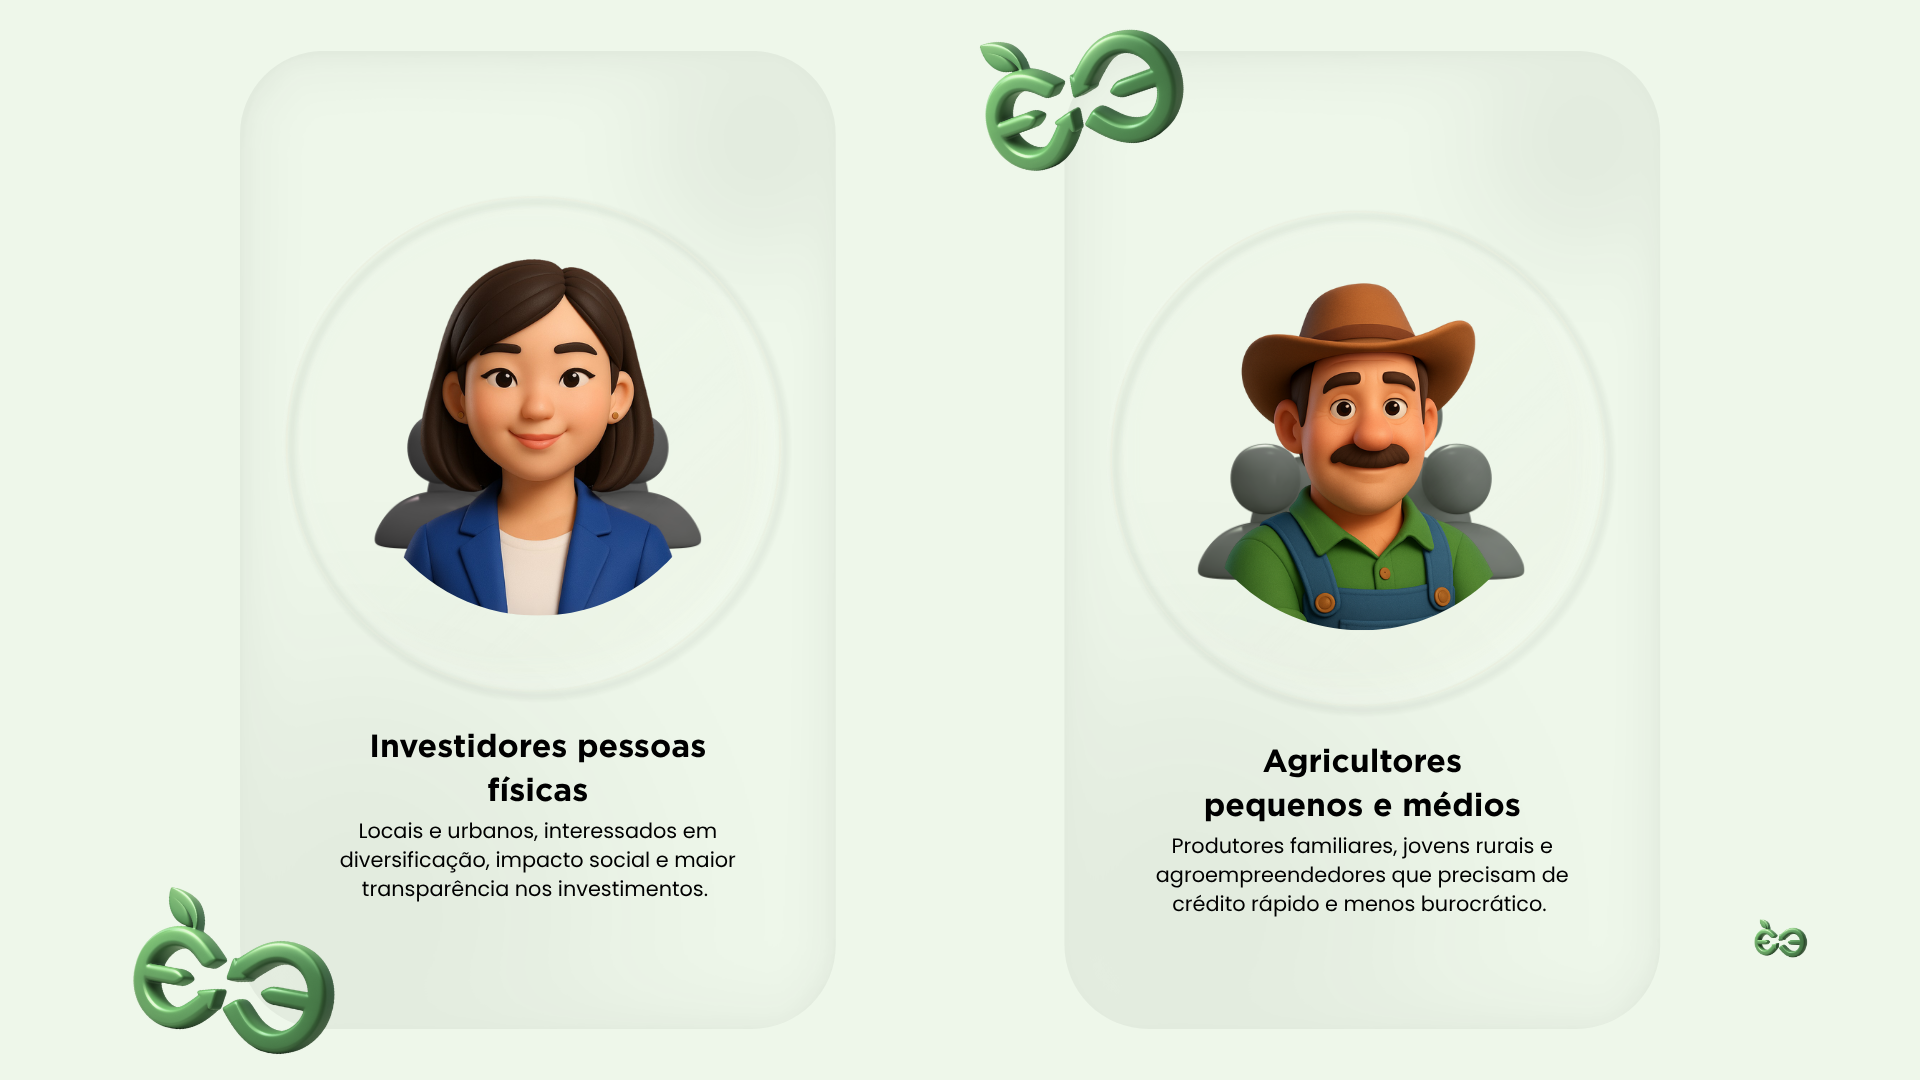 Investidores pessoas
físicas
Locais e urbanos, interessados em
diversificação, impacto social e maior
transparência nos investimentos.
Agricultores
pequenos e médios
Produtores familiares, jovens rurais e
agroempreendedores que precisam de
crédito rápido e menos burocrático.